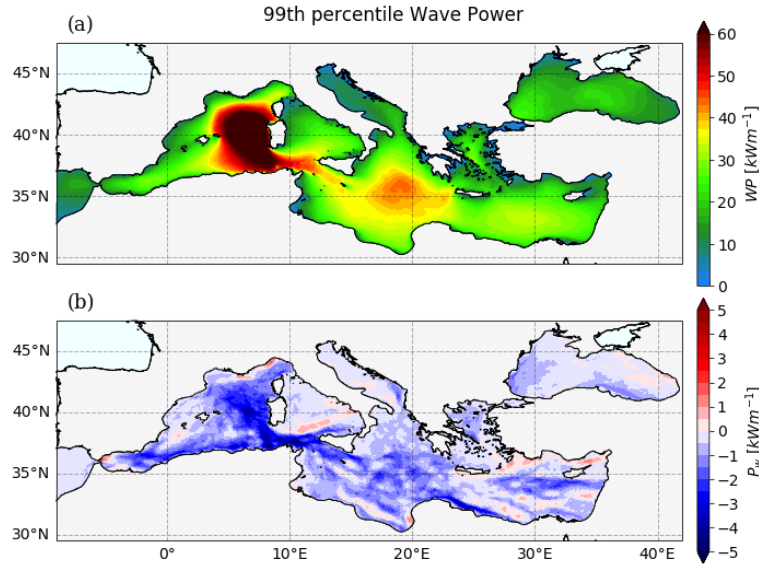 99th percentile Wave Power
(a)
45°N
40°N
35°N
30°N
60
50
40
30
20
10
0
WP [kWm⁻¹]
(b)
45°N
40°N
35°N
30°N
0°
10°E
20°E
30°E
40°E
5
4
3
2
1
0
−1
−2
−3
−4
−5
P_w [kWm⁻¹]